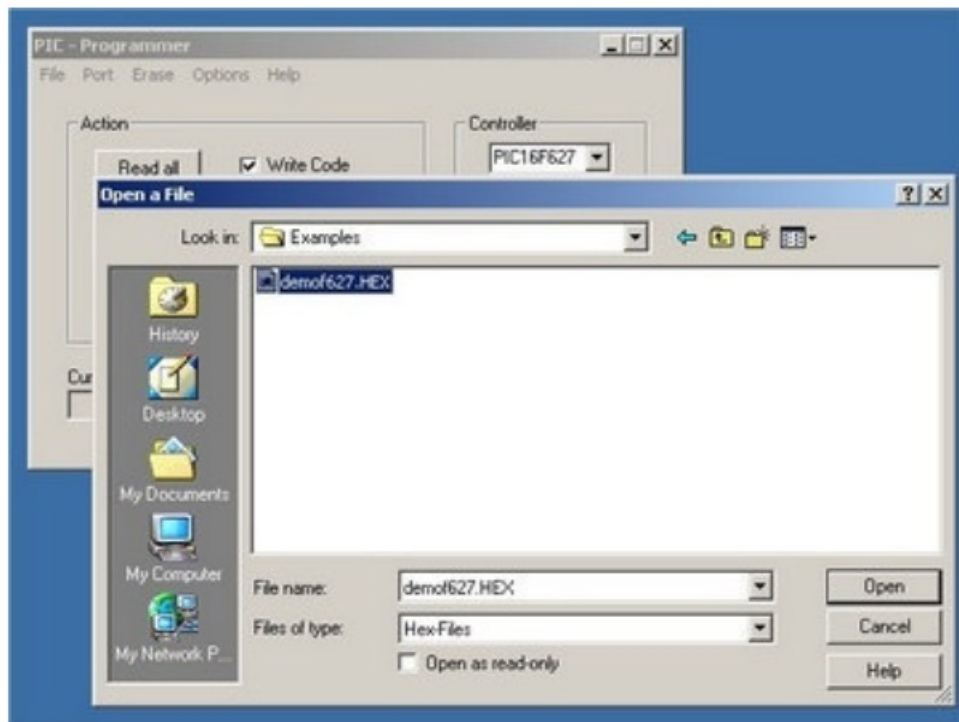 PIC - Programmer
File Port Erase Options Help
Action
Controller
Read all
Write Code
PIC16F627
Open a File
Look in:
Examples
demof627.HEX
History
Desktop
My Documents
My Computer
My Network P...
File name:
demof627.HEX
Open
Files of type:
Hex-Files
Cancel
Open as read-only
Help